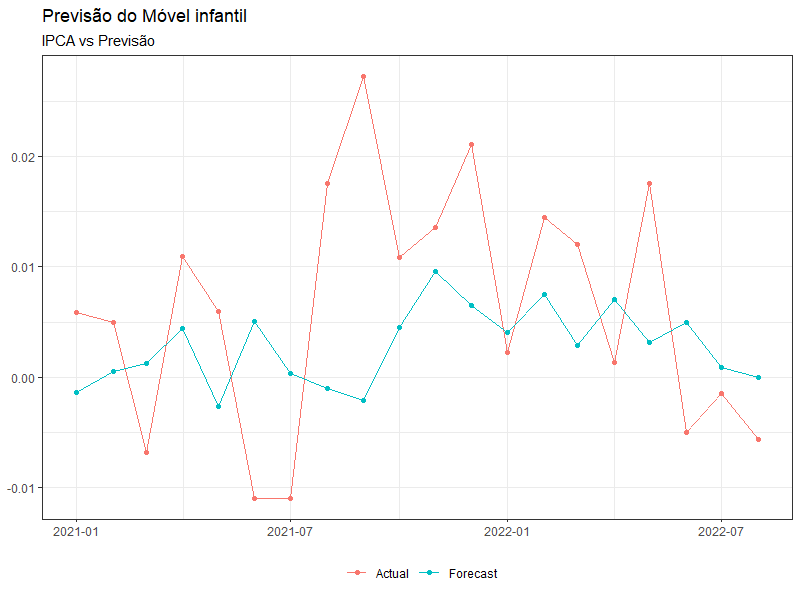 Previsão do Móvel infantil
IPCA vs Previsão
0.02
0.01
0.00
-0.01
2021-01 2021-07 2022-01 2022-07
Actual Forecast